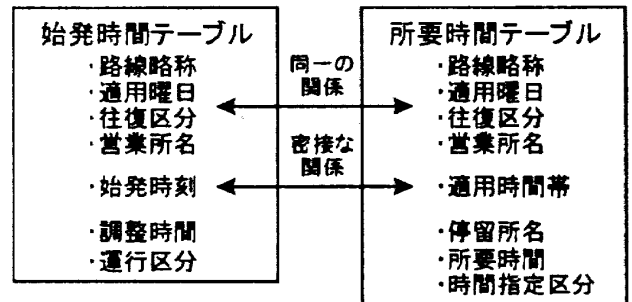 始発時間テーブル
・路線略称
・適用曜日
・往復区分
・営業所名
・始発時刻
・調整時間
・運行区分
同一の
関係
密接な
関係
所要時間テーブル
・路線略称
・適用曜日
・往復区分
・営業所名
・適用時間帯
・停留所名
・所要時間
・時間指定区分